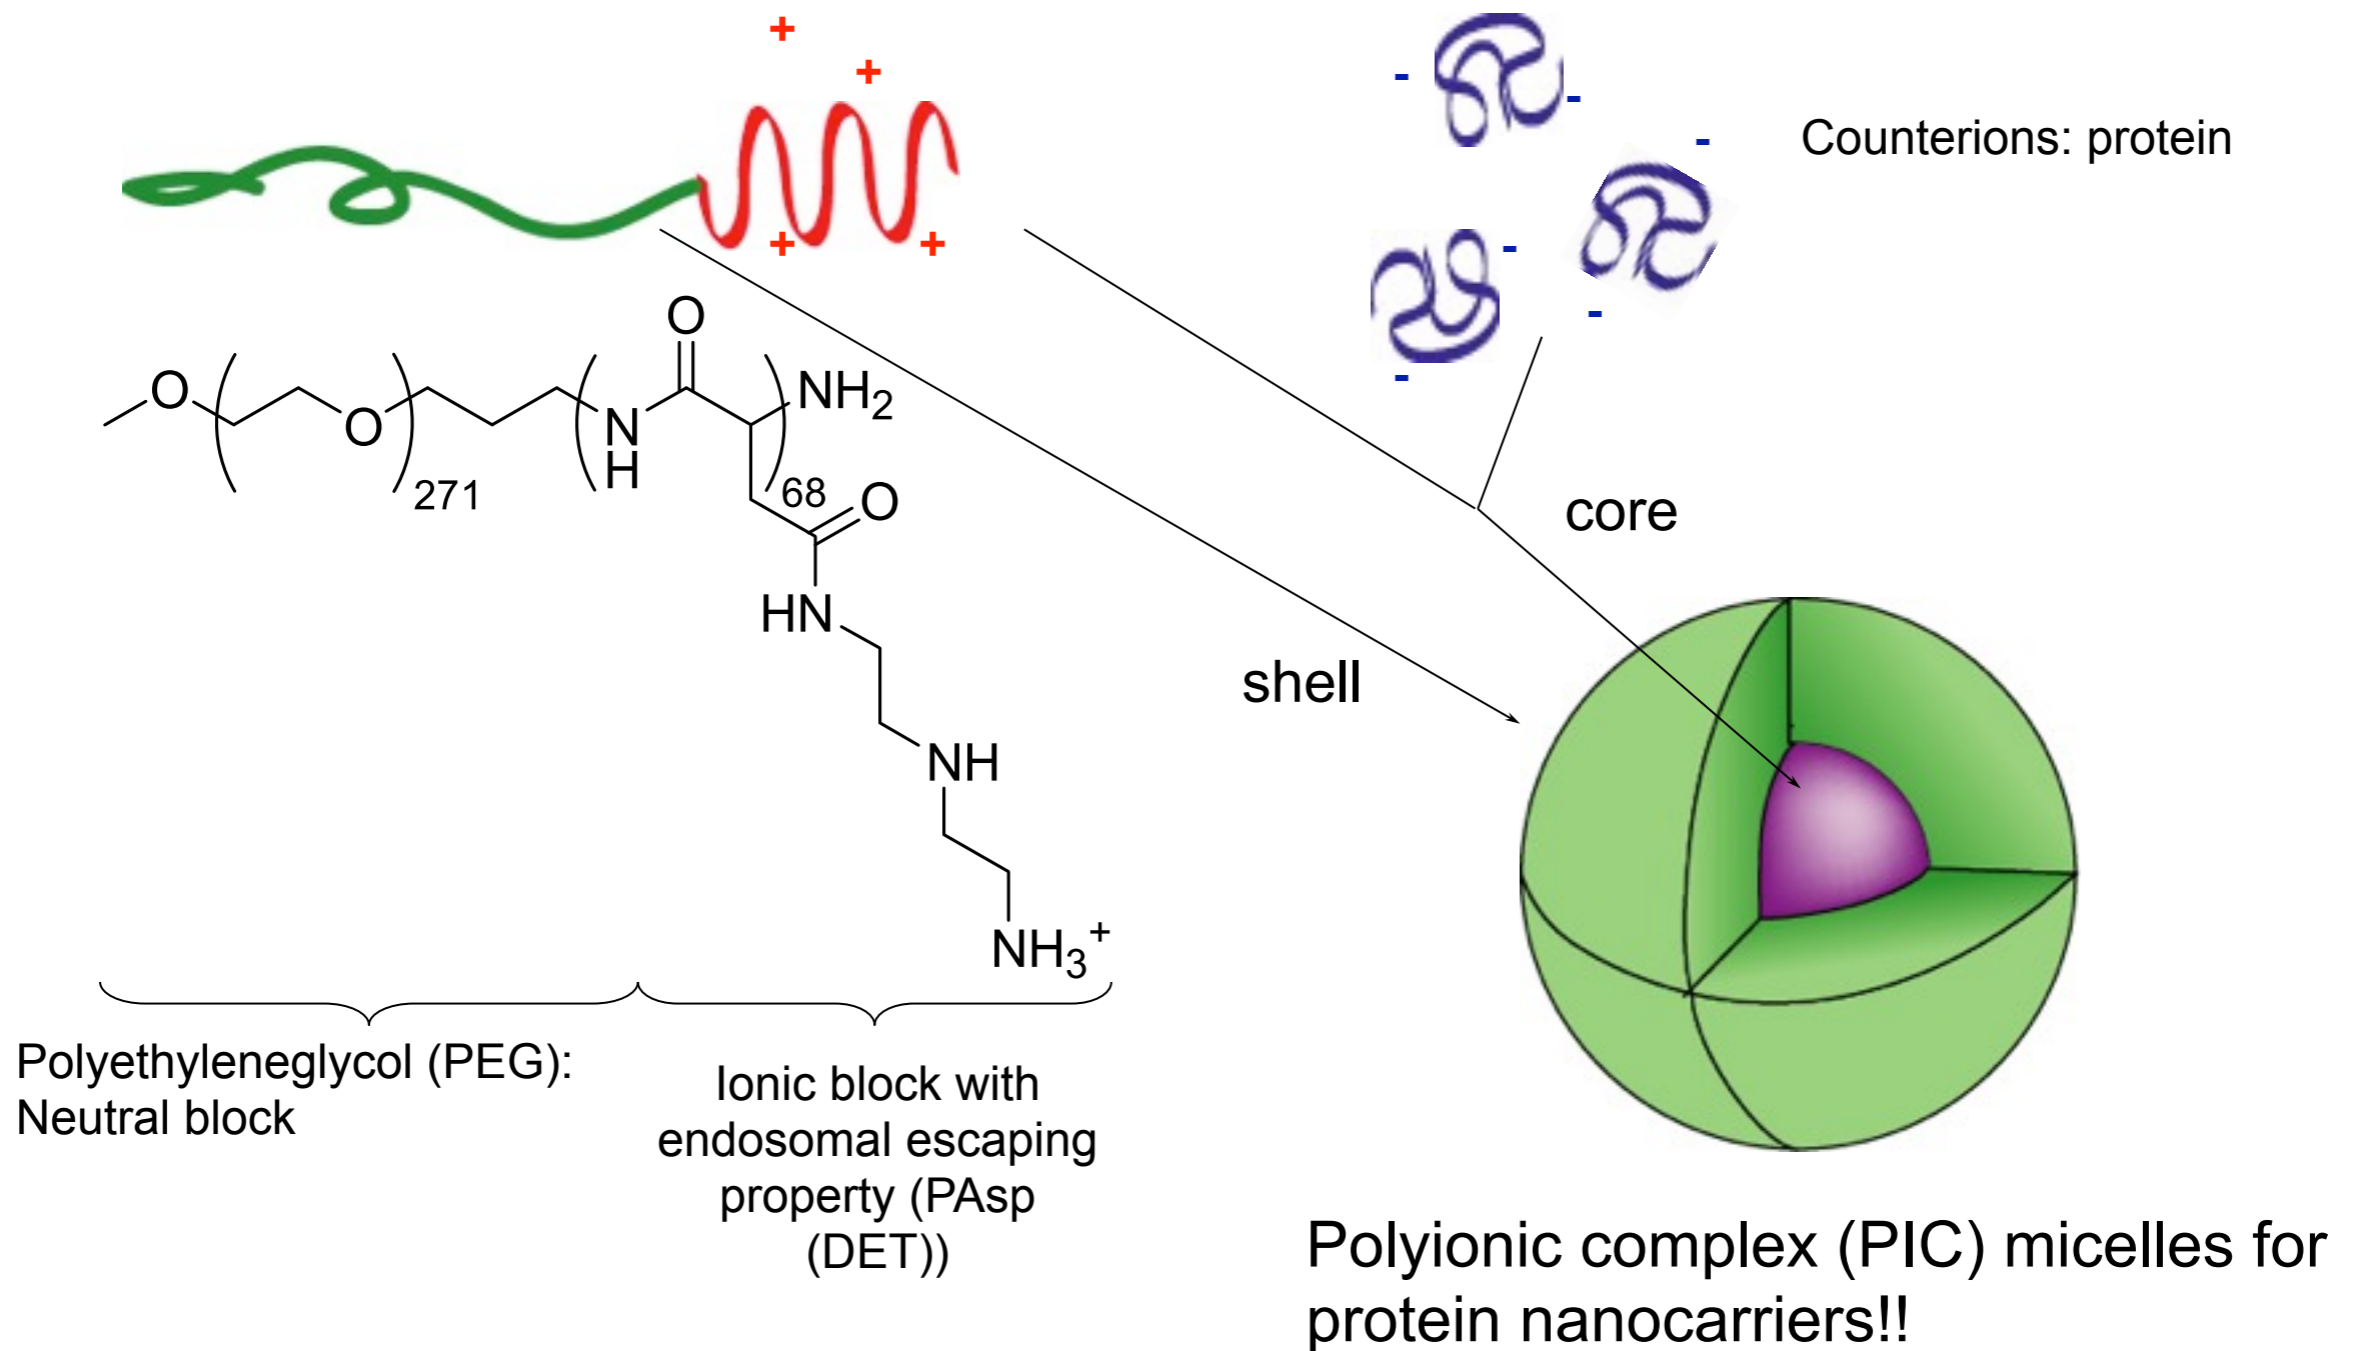 +
+
+
+
-
-
-
-
-
-
Counterions: protein
O
O
O
271
N
H
68
NH2
O
HN
NH
NH3+
core
shell
Polyethyleneglycol (PEG):
Neutral block
Ionic block with
endosomal escaping
property (PAsp
(DET))
Polyionic complex (PIC) micelles for
protein nanocarriers!!